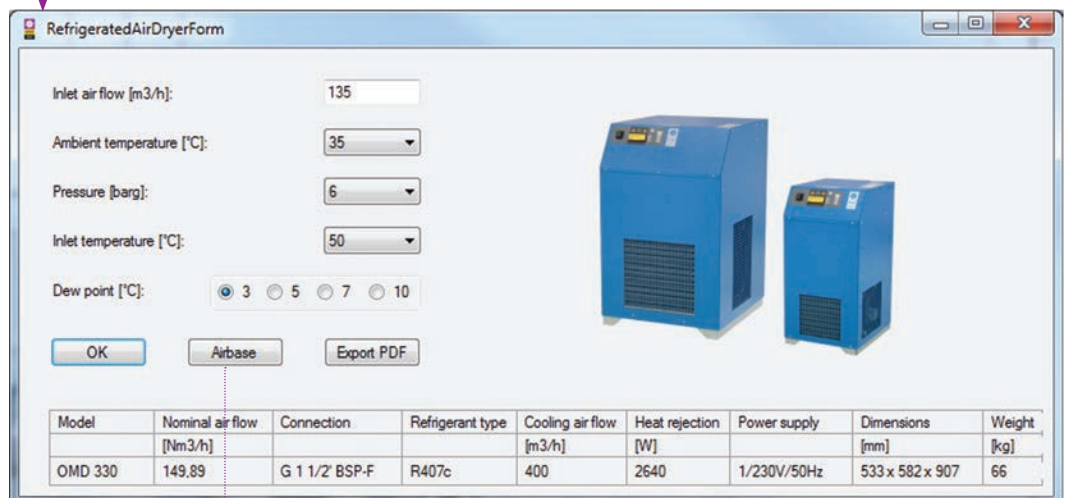 RefrigeratedAirDryerForm
Inlet air flow [m3/h]: 135
Ambient temperature [°C]: 35
Pressure [barg]: 6
Inlet temperature [°C]: 50
Dew point [°C]: 3 5 7 10
OK Airbase Export PDF
Model Nominal air flow Connection Refrigerant type Cooling air flow Heat rejection Power supply Dimensions Weight
[Nm3/h] [m3/h] [W] [mm] [kg]
OMD 330 149,89 G 1 1/2' BSP-F R407c 400 2640 1/230V/50Hz 533 x 582 x 907 66